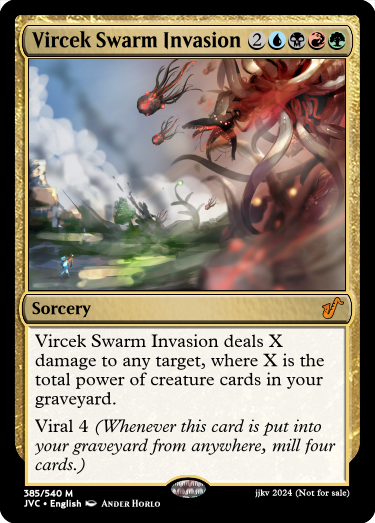 Vircek Swarm Invasion 2
Sorcery
Vircek Swarm Invasion deals X
damage to any target, where X is the
total power of creature cards in your
graveyard.
Viral 4 (Whenever this card is put into
your graveyard from anywhere, mill four
cards.)
385/540 M
JVC • English Ander Horlo
jjkv 2024 (Not for sale)